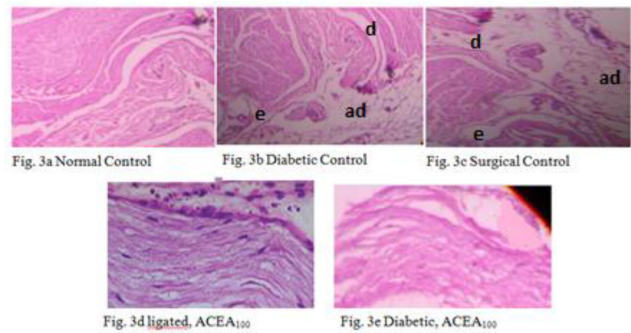 d
d
ad
ad
e
e
Fig. 3a Normal Control
Fig. 3b Diabetic Control
Fig. 3c Surgical Control
Fig. 3d ligated, ACEA₁₀₀
Fig. 3e Diabetic, ACEA₁₀₀